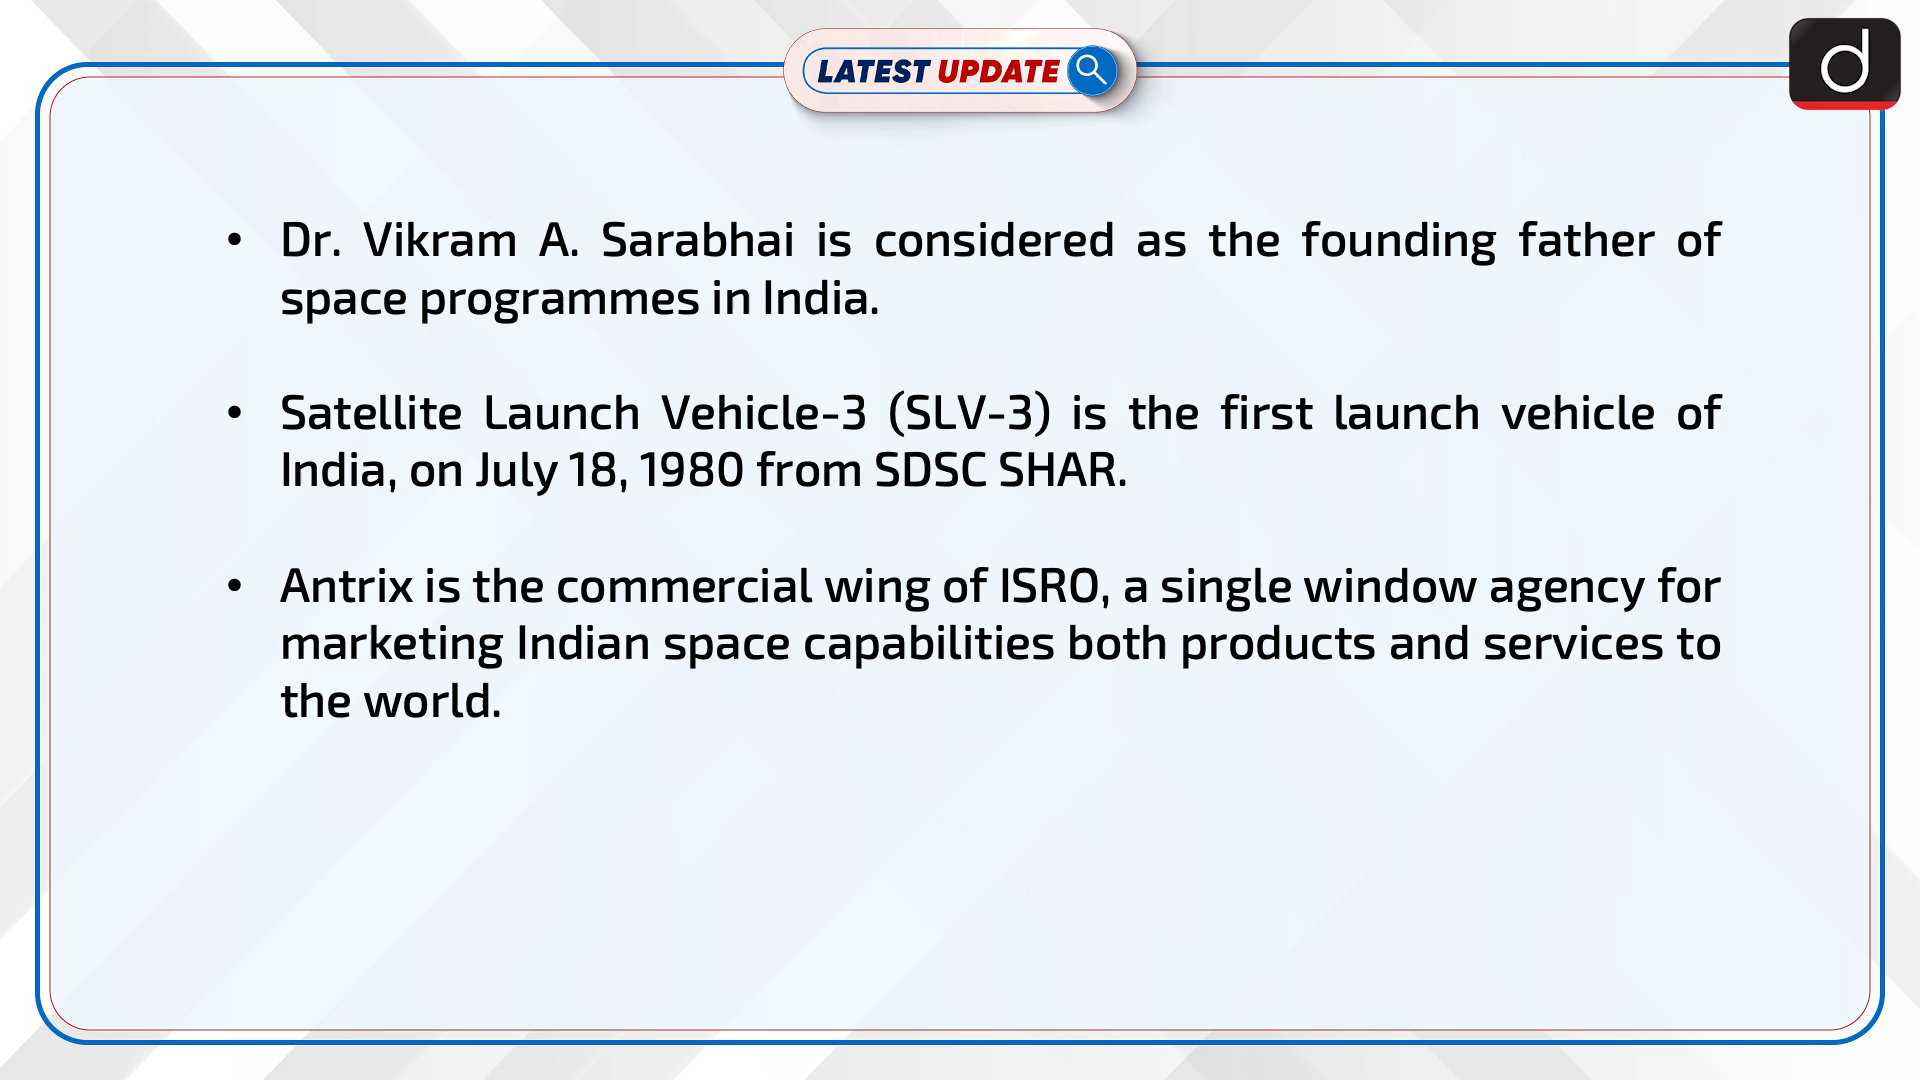 LATEST UPDATE
d
• Dr. Vikram A. Sarabhai is considered as the founding father of
space programmes in India.
• Satellite Launch Vehicle-3 (SLV-3) is the first launch vehicle of
India, on July 18, 1980 from SDSC SHAR.
• Antrix is the commercial wing of ISRO, a single window agency for
marketing Indian space capabilities both products and services to
the world.